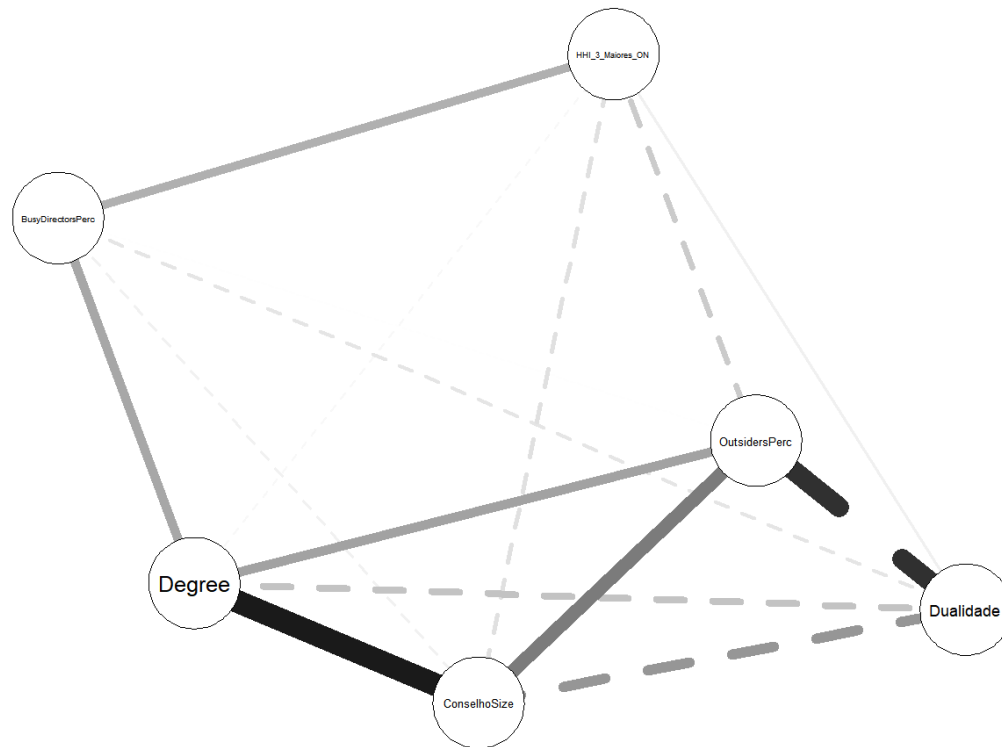 HHI_3_Maiores_ON
BusyDirectorsPerc
OutsidersPerc
Degree
Dualidade
ConselhoSize